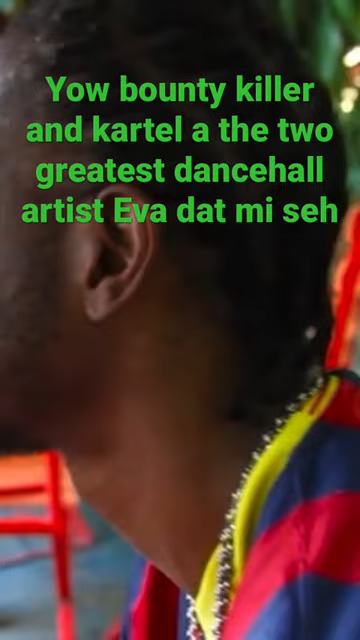 Yow bounty killer
and kartel a the two
greatest dancehall
artist Eva dat mi seh